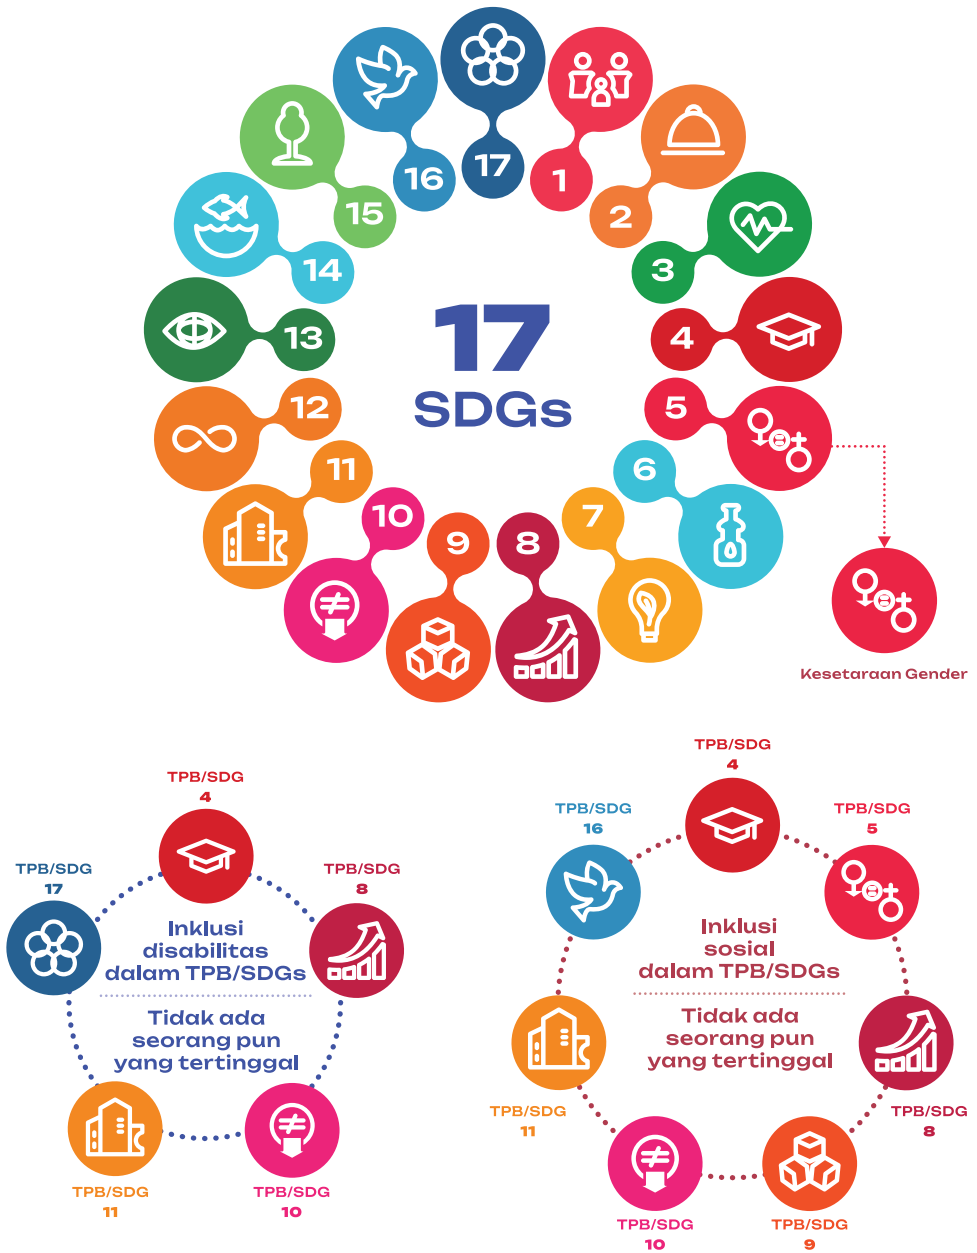 17
1
2
3
4
5
6
7
8
9
10
11
12
13
14
15
16
17
SDGs
Kesetaraan Gender
TPB/SDG
4
TPB/SDG
8
TPB/SDG
10
TPB/SDG
11
TPB/SDG
17
Inklusi
disabilitas
dalam TPB/SDGs
Tidak ada
seorang pun
yang tertinggal
TPB/SDG
4
TPB/SDG
5
TPB/SDG
8
TPB/SDG
9
TPB/SDG
10
TPB/SDG
11
TPB/SDG
16
Inklusi
sosial
dalam TPB/SDGs
Tidak ada
seorang pun
yang tertinggal